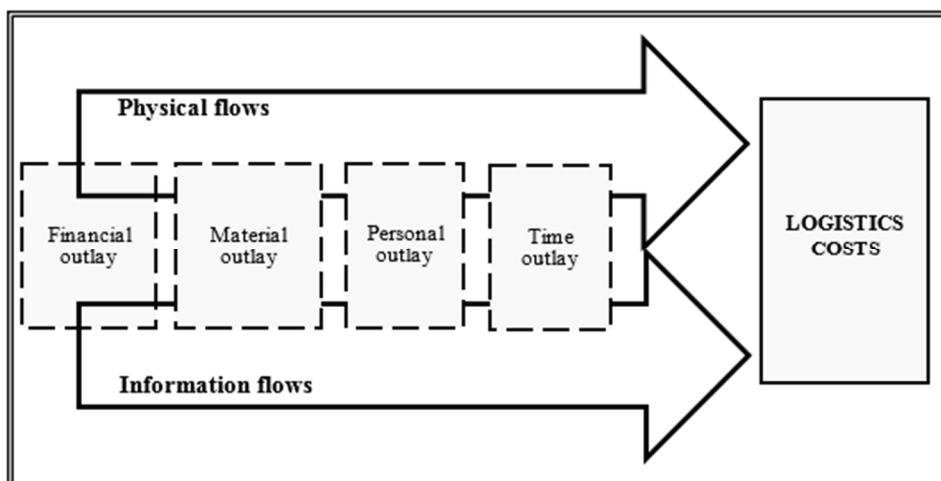 Physical flows
Financial
outlay
Material
outlay
Personal
outlay
Time
outlay
LOGISTICS
COSTS
Information flows